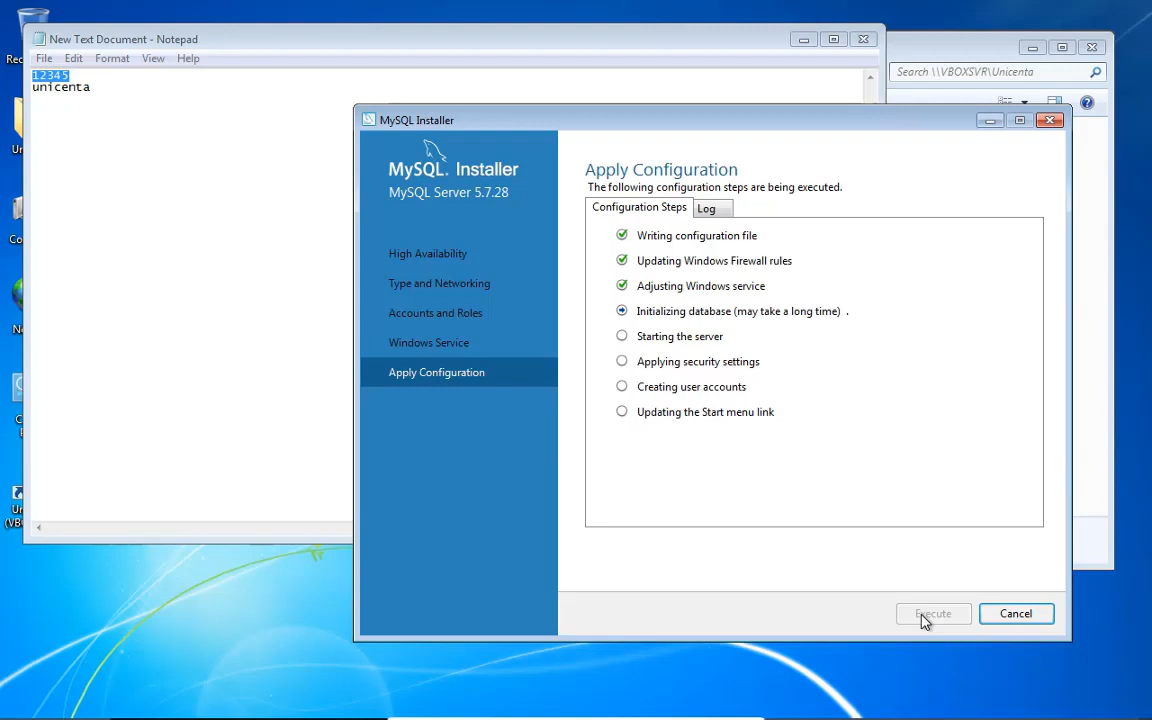 New Text Document - Notepad
File Edit Format View Help
12345
unicenta
Search \\VBOXSVR\Unicenta
MySQL Installer
MySQL. Installer
MySQL Server 5.7.28
High Availability
Type and Networking
Accounts and Roles
Windows Service
Apply Configuration
Apply Configuration
The following configuration steps are being executed.
Configuration Steps Log
Writing configuration file
Updating Windows Firewall rules
Adjusting Windows service
Initializing database (may take a long time) .
Starting the server
Applying security settings
Creating user accounts
Updating the Start menu link
Execute Cancel